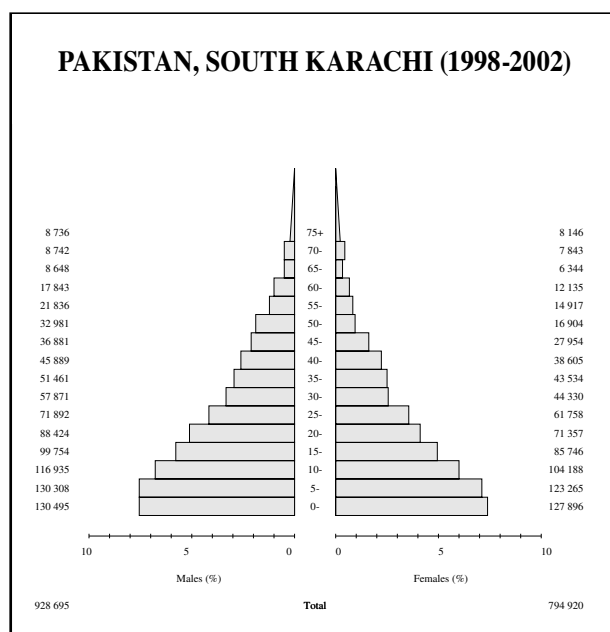 PAKISTAN, SOUTH KARACHI (1998-2002)
8 736 75+ 8 146
8 742 70- 7 843
8 648 65- 6 344
17 843 60- 12 135
21 836 55- 14 917
32 981 50- 16 904
36 881 45- 27 954
45 889 40- 38 605
51 461 35- 43 534
57 871 30- 44 330
71 892 25- 61 758
88 424 20- 71 357
99 754 15- 85 746
116 935 10- 104 188
130 308 5- 123 265
130 495 0- 127 896
10 5 0 0 5 10
Males (%) Females (%)
928 695 Total 794 920